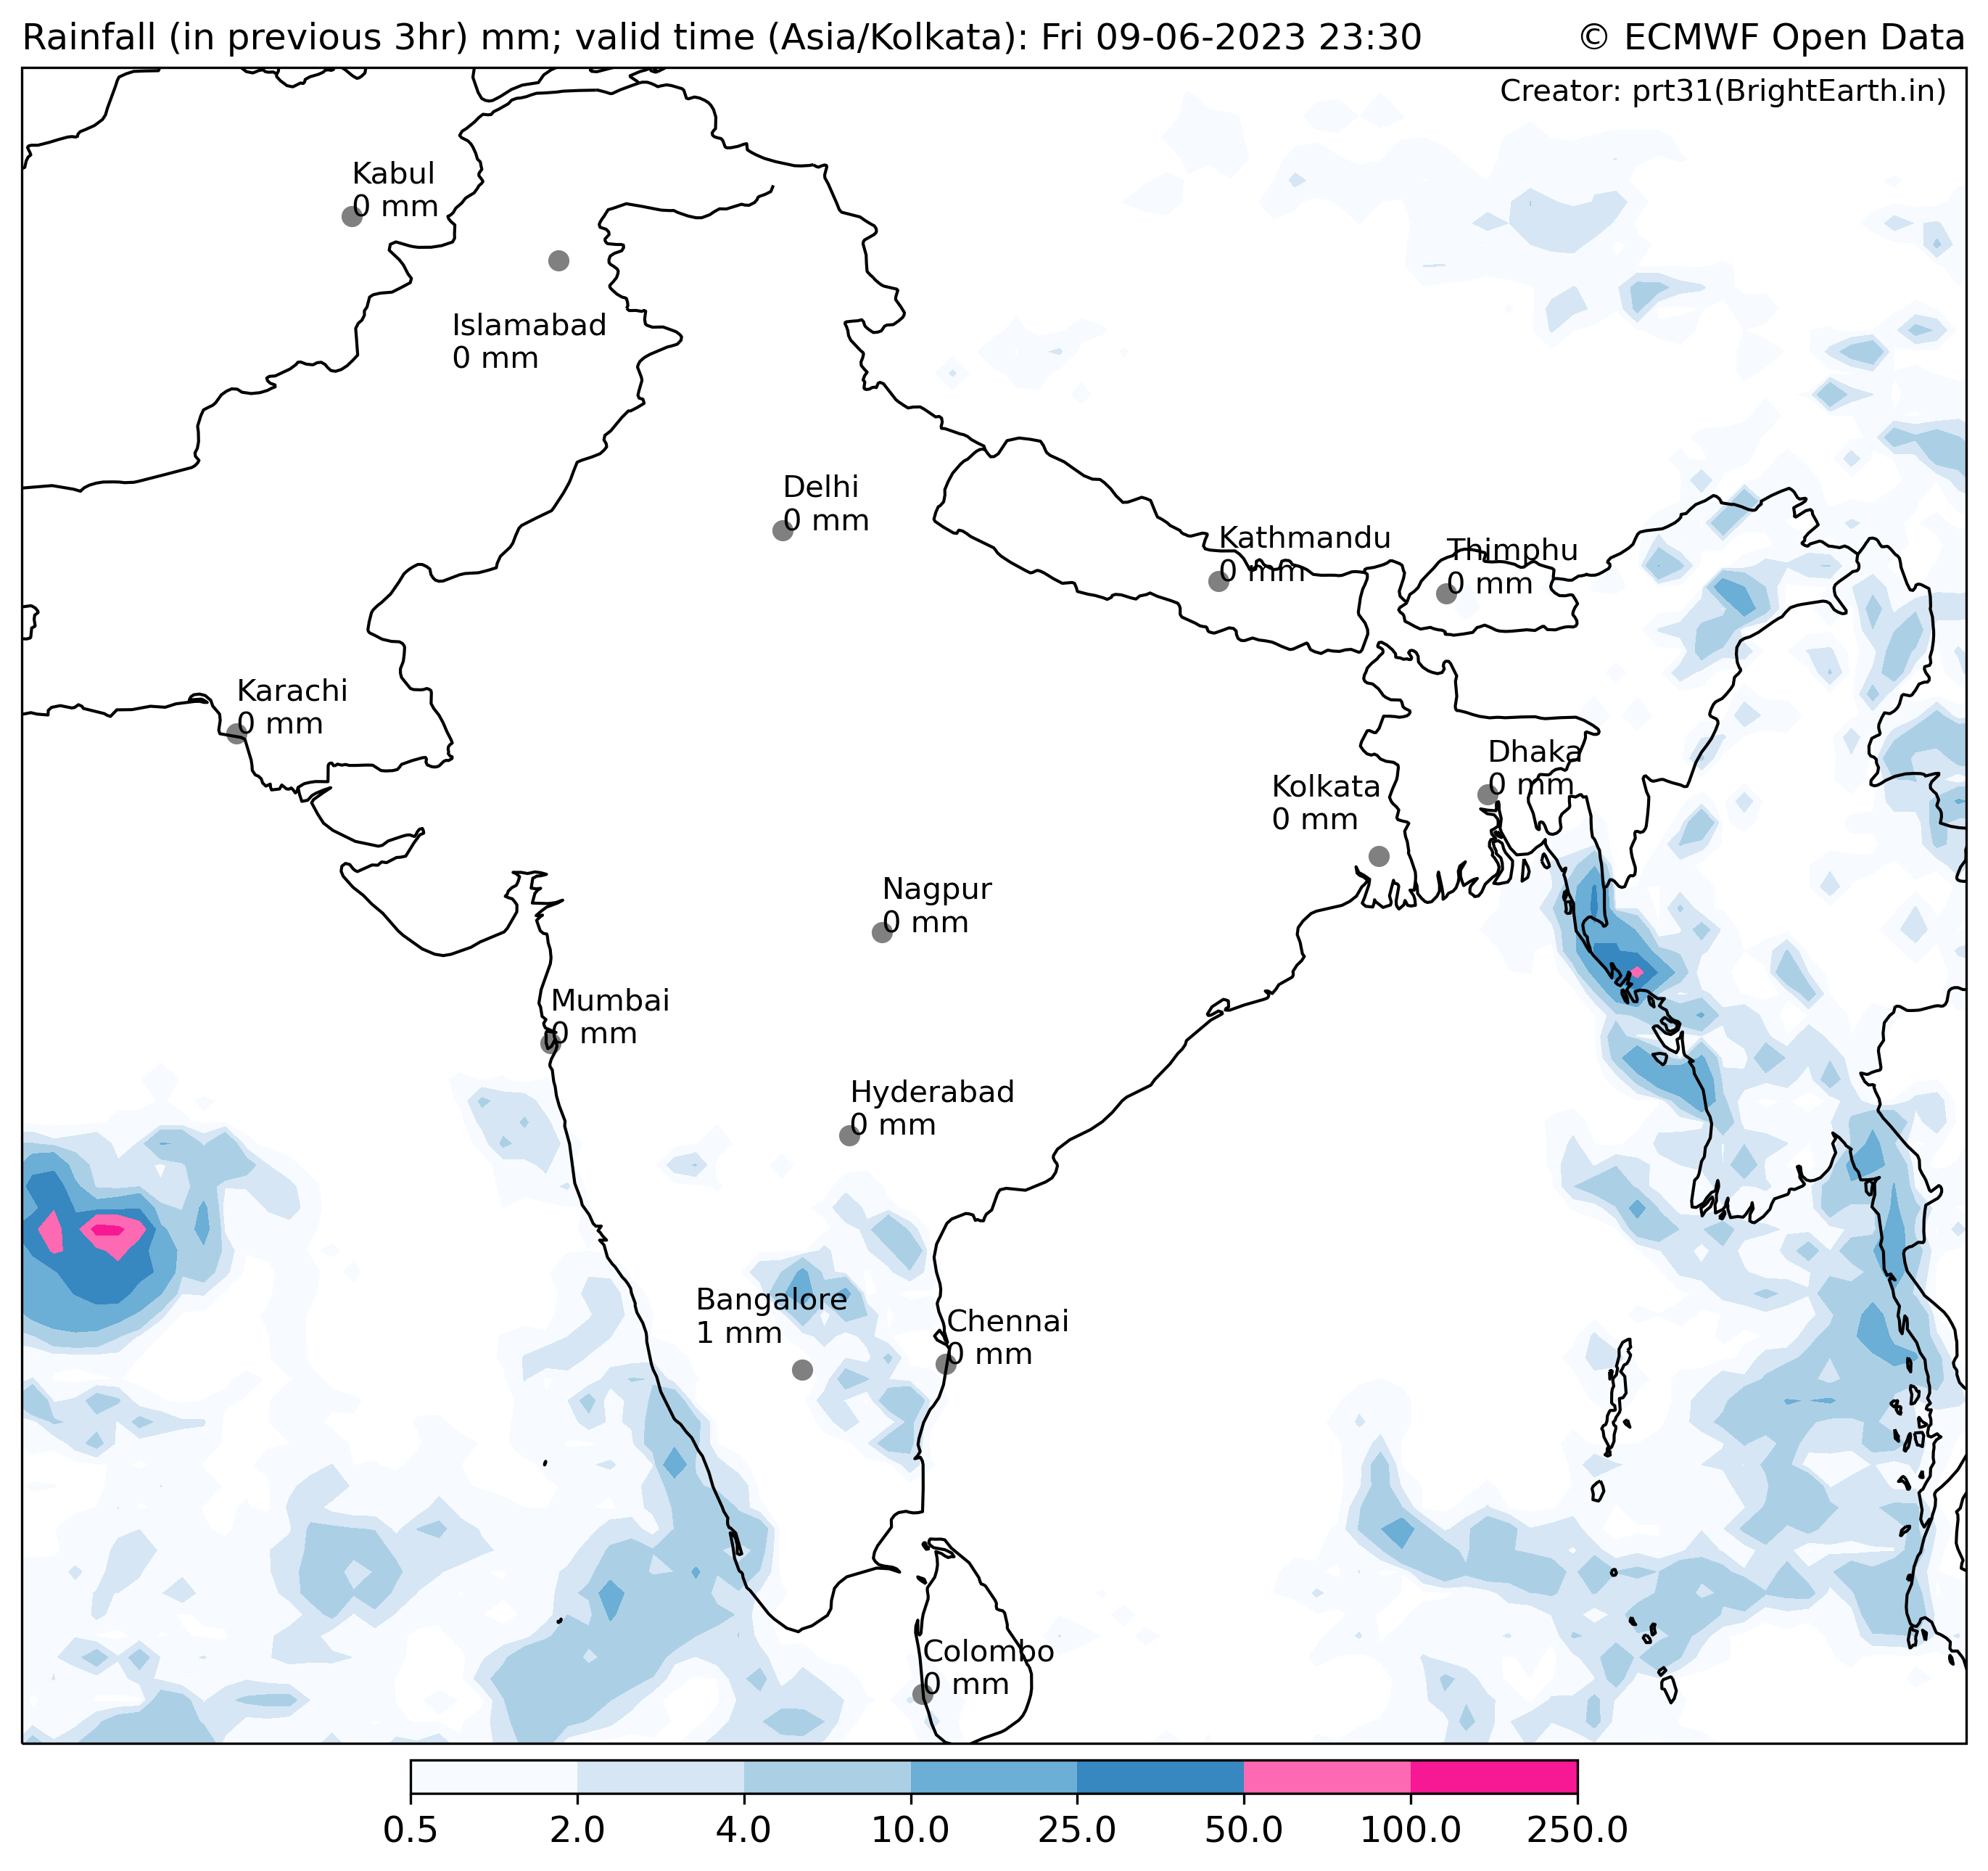 Rainfall (in previous 3hr) mm; valid time (Asia/Kolkata): Fri 09-06-2023 23:30
© ECMWF Open Data
Creator: prt31(BrightEarth.in)
Kabul
0 mm
Islamabad
0 mm
Delhi
0 mm
Kathmandu
0 mm
Thimphu
0 mm
Karachi
0 mm
Dhaka
0 mm
Kolkata
0 mm
Nagpur
0 mm
Mumbai
0 mm
Hyderabad
0 mm
Bangalore
1 mm
Chennai
0 mm
Colombo
0 mm
0.5 2.0 4.0 10.0 25.0 50.0 100.0 250.0